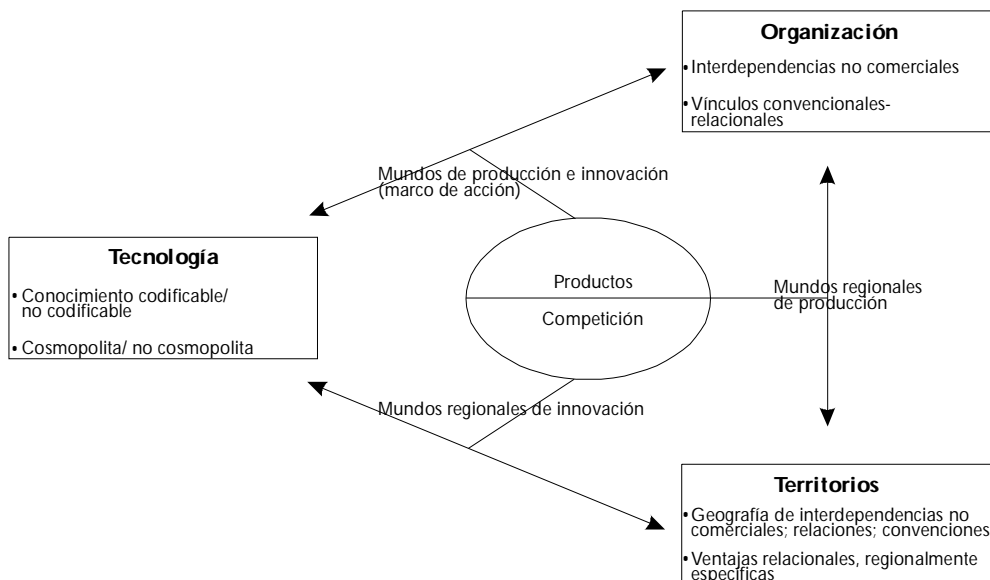 Organización
• Interdependencias no comerciales
• Vínculos convencionales-
relacionales
Mundos de producción e innovación
(marco de acción)
Tecnología
• Conocimiento codificable/
no codificable
• Cosmopolita/ no cosmopolita
Productos
Competición
Mundos regionales
de producción
Mundos regionales de innovación
Territorios
• Geografía de interdependencias no
comerciales; relaciones; convenciones
• Ventajas relacionales, regionalmente
específicas